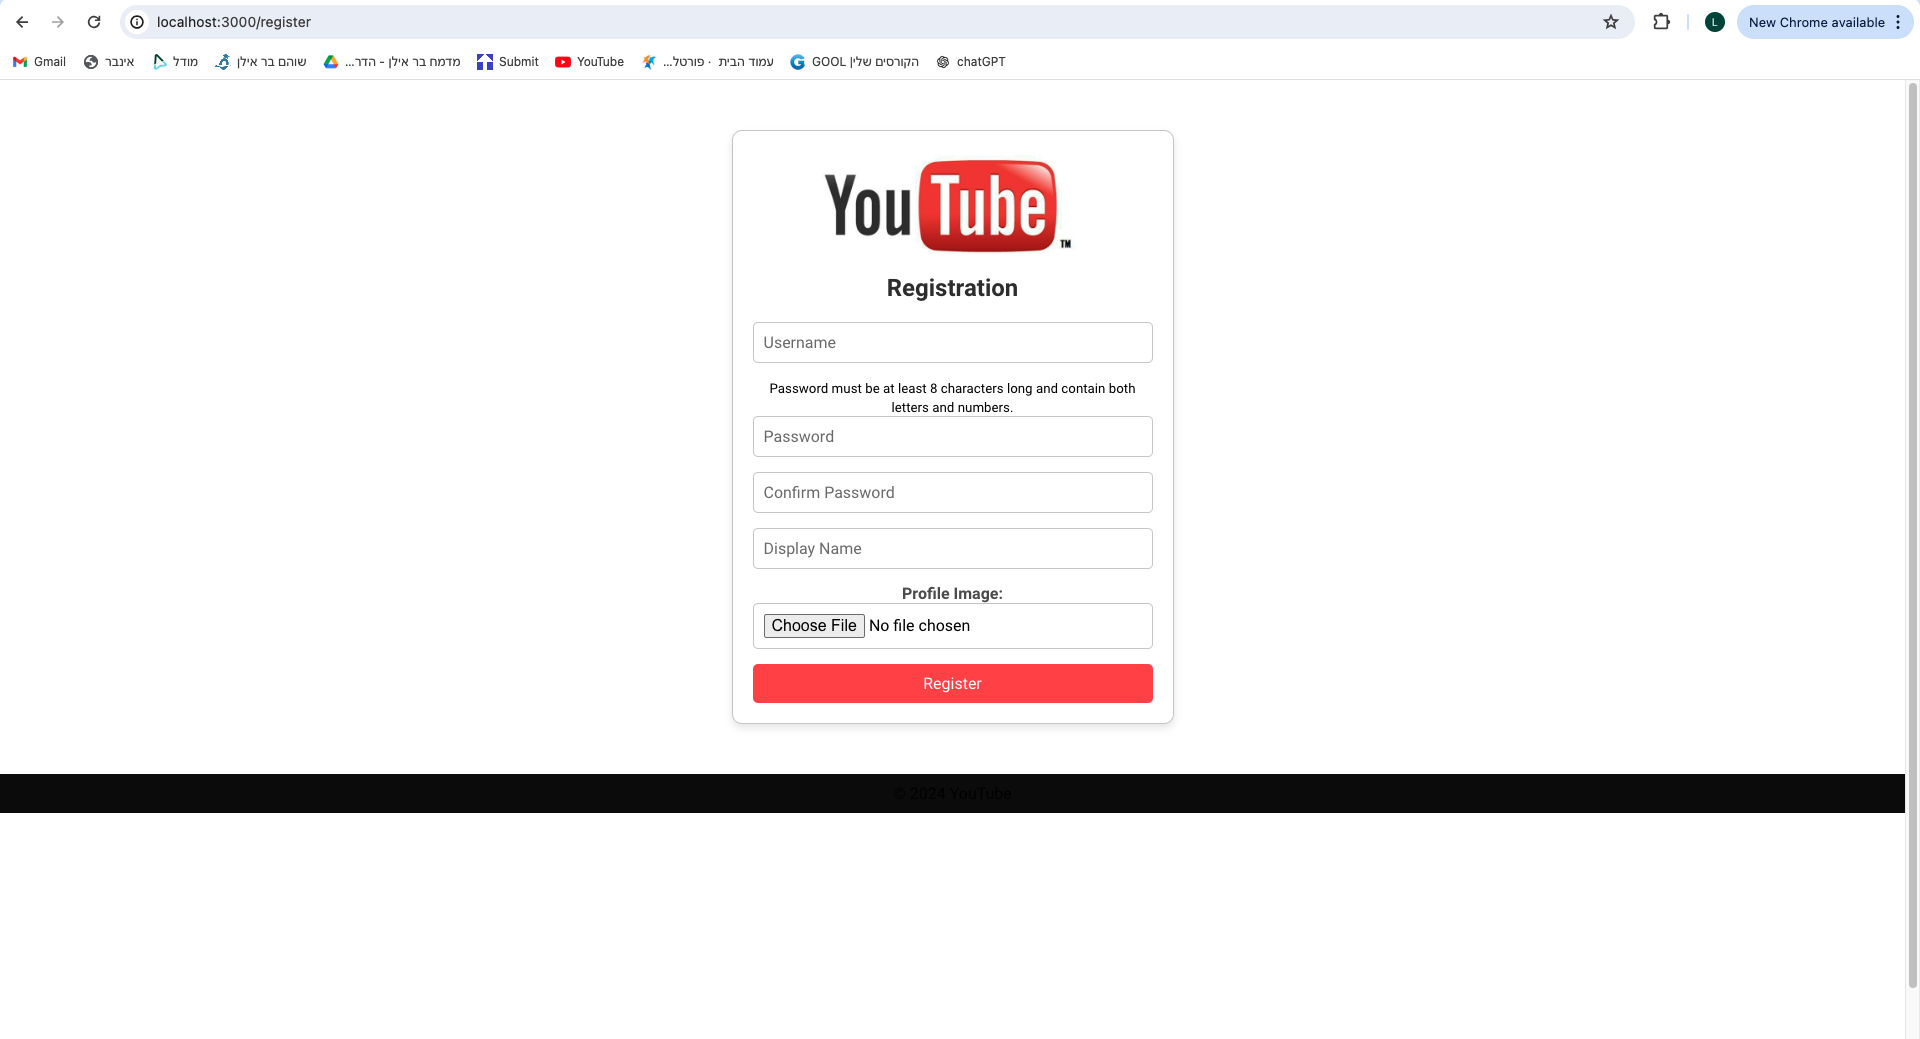 localhost:3000/register
L
New Chrome available
Gmail
אינבר
מודל
שוהם בר אילן
מדמח בר אילן - הדר...
Submit
YouTube
עמוד הבית · פורטל...
הקורסים שלי| GOOL
chatGPT
YouTube™
Registration
Username
Password must be at least 8 characters long and contain both
letters and numbers.
Password
Confirm Password
Display Name
Profile Image:
Choose File No file chosen
Register
© 2024 YouTube